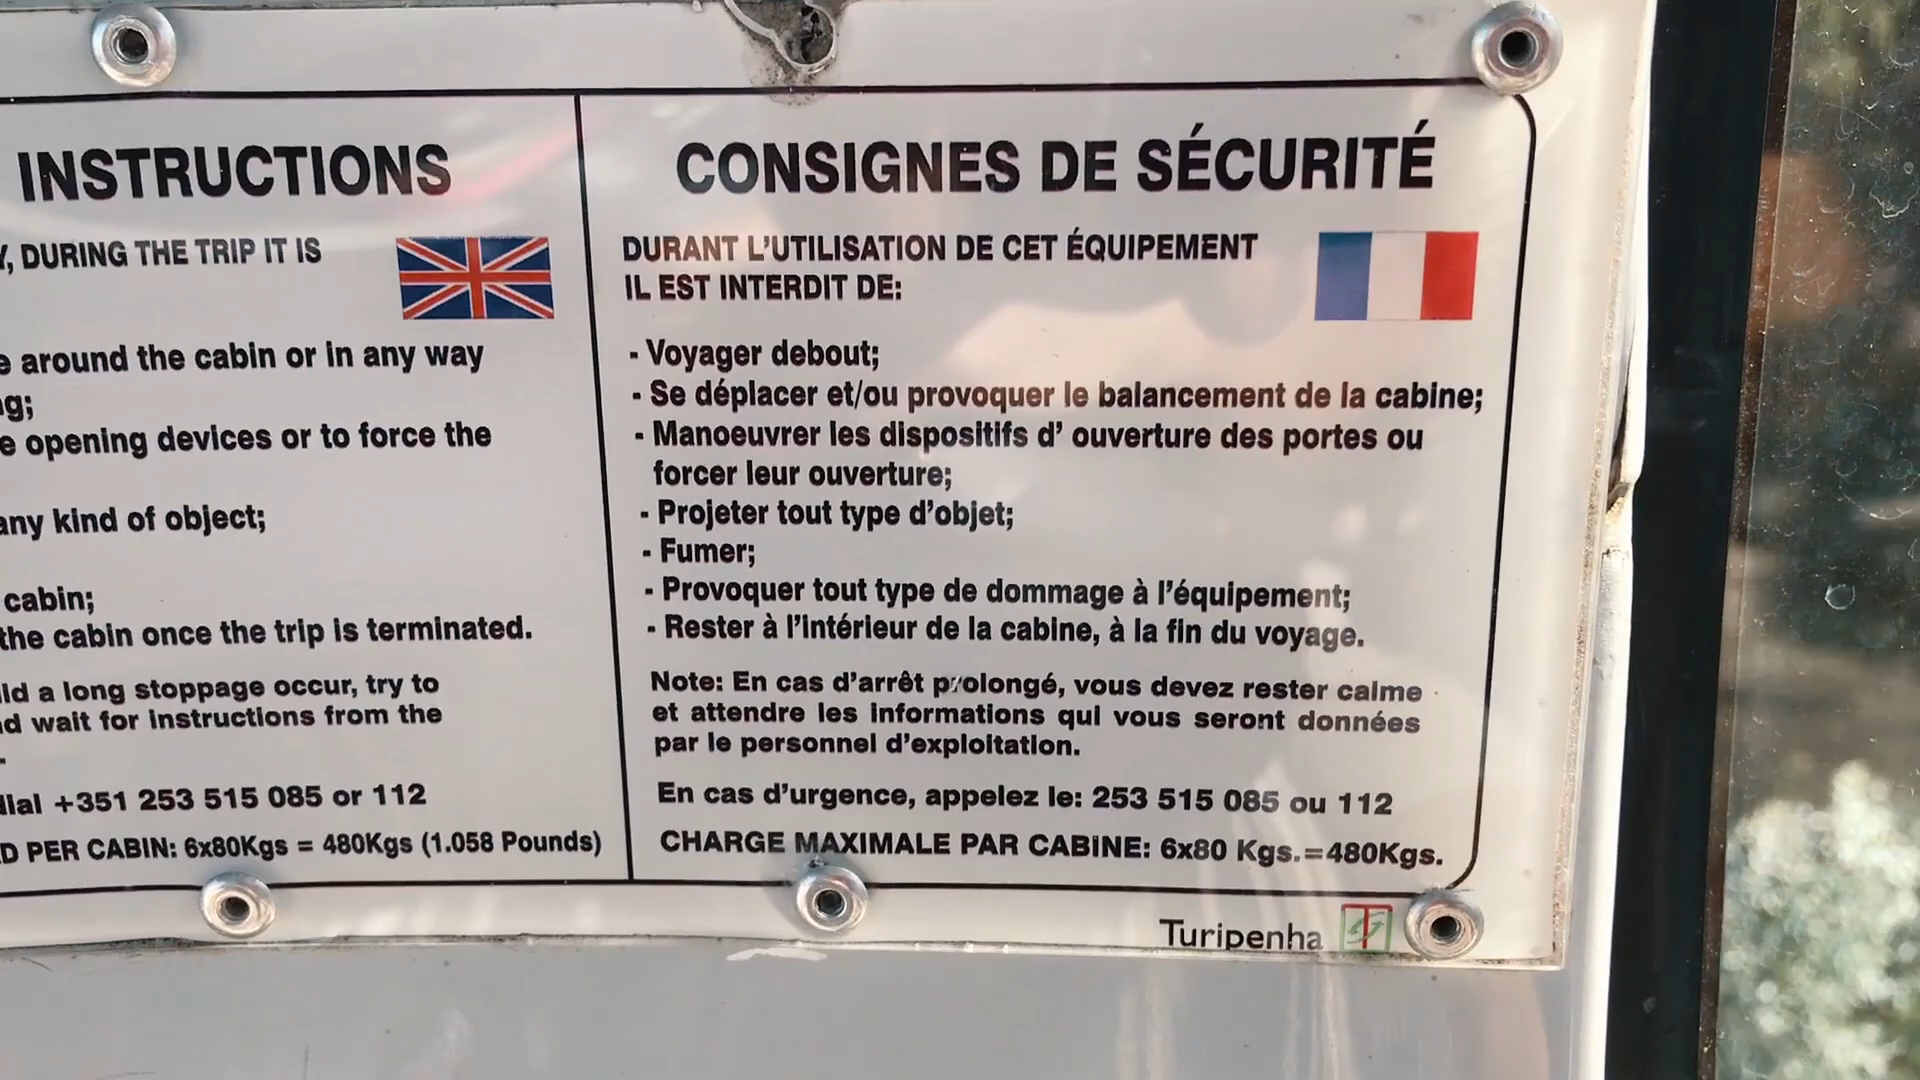 INSTRUCTIONS
, DURING THE TRIP IT IS
around the cabin or in any way
opening devices or to force the
any kind of object;
cabin;
the cabin once the trip is terminated.
a long stoppage occur, try to
wait for instructions from the
+351 253 515 085 or 112
PER CABIN: 6x80Kgs = 480Kgs (1.058 Pounds)
CONSIGNES DE SÉCURITÉ
DURANT L'UTILISATION DE CET ÉQUIPEMENT
IL EST INTERDIT DE:
- Voyager debout;
- Se déplacer et/ou provoquer le balancement de la cabine;
- Manoeuvrer les dispositifs d' ouverture des portes ou
forcer leur ouverture;
- Projeter tout type d'objet;
- Fumer;
- Provoquer tout type de dommage à l'équipement;
- Rester à l'intérieur de la cabine, à la fin du voyage.
Note: En cas d'arrêt prolongé, vous devez rester calme
et attendre les informations qui vous seront données
par le personnel d'exploitation.
En cas d'urgence, appelez le: 253 515 085 ou 112
CHARGE MAXIMALE PAR CABINE: 6x80 Kgs.=480Kgs.
Turipenha